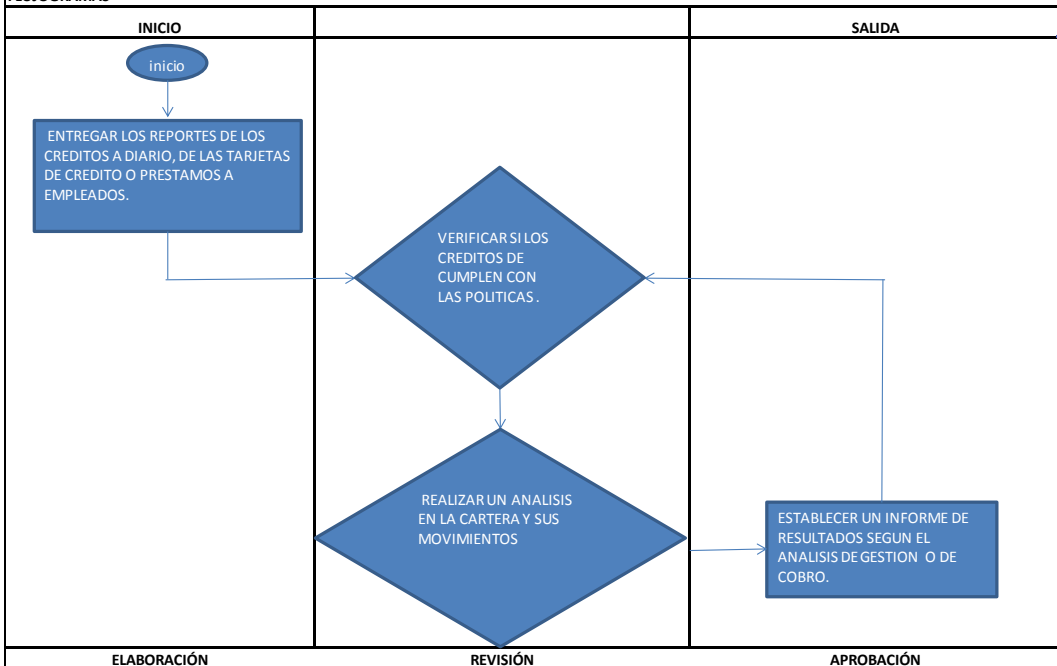 FLUJOGRAMAS
INICIO
SALIDA
inicio
ENTREGAR LOS REPORTES DE LOS
CREDITOS A DIARIO, DE LAS TARJETAS
DE CREDITO O PRESTAMOS A
EMPLEADOS.
VERIFICAR SI LOS
CREDITOS DE
CUMPLEN CON
LAS POLITICAS .
REALIZAR UN ANALISIS
EN LA CARTERA Y SUS
MOVIMIENTOS
ESTABLECER UN INFORME DE
RESULTADOS SEGUN EL
ANALISIS DE GESTION O DE
COBRO.
ELABORACIÓN
REVISIÓN
APROBACIÓN